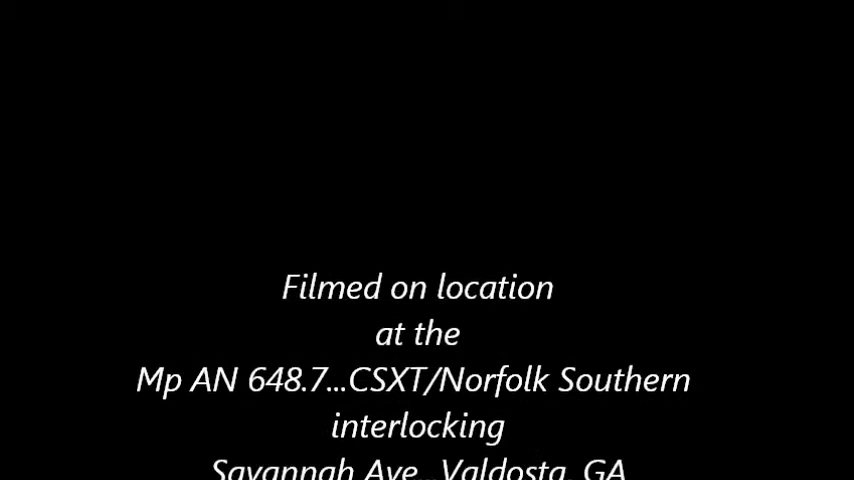 Filmed on location
at the
Mp AN 648.7...CSXT/Norfolk Southern
interlocking
Savannah Ave...Valdosta, GA